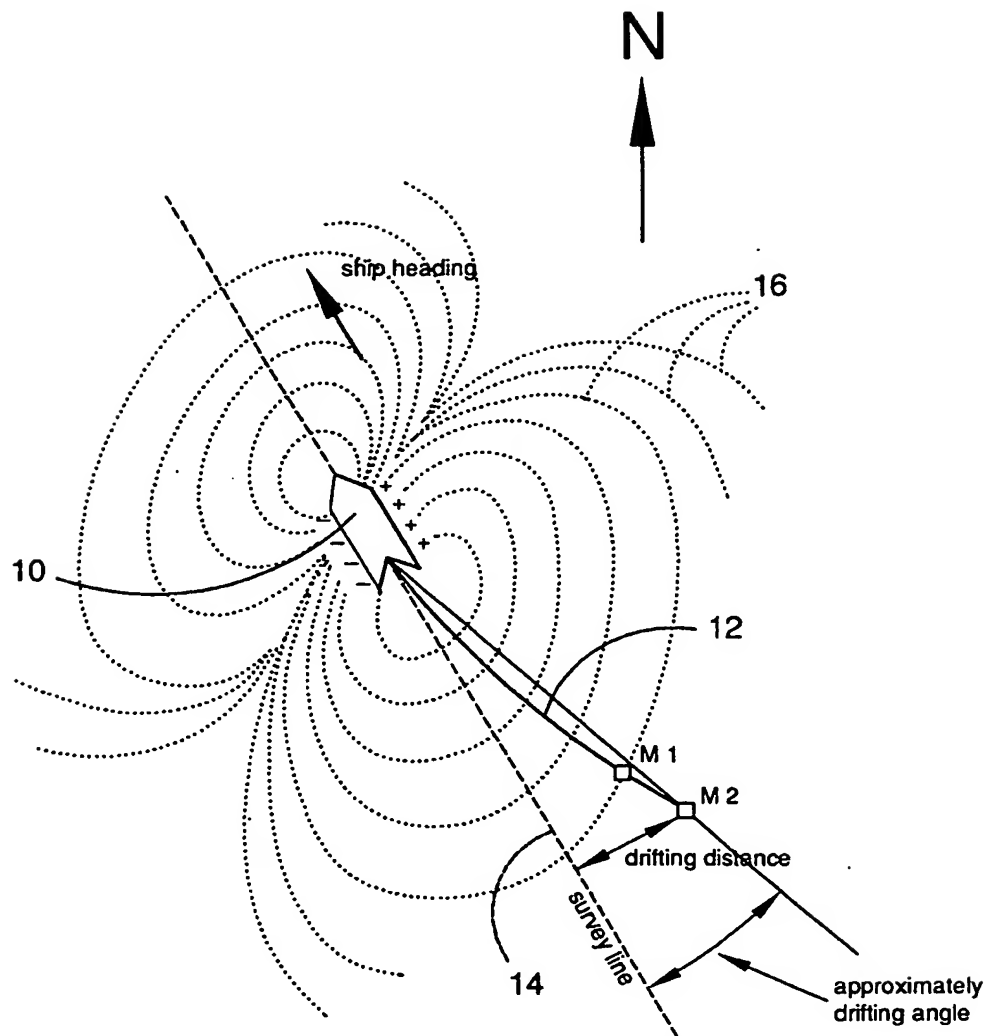 N
ship heading
16
+
+
+
+
-
-
-
-
10
12
M 1
M 2
drifting distance
survey line
14
approximately
drifting angle